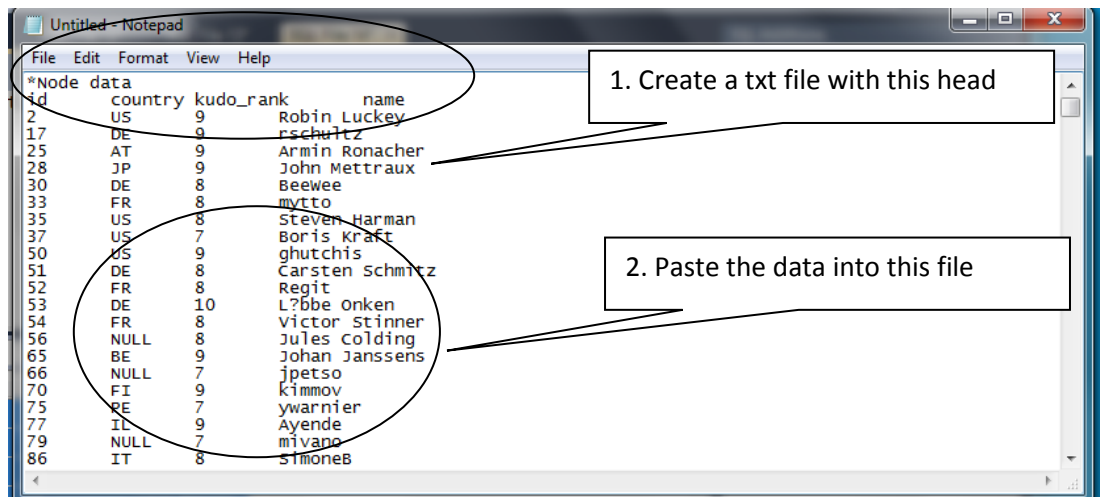 Untitled - Notepad
File Edit Format View Help
*Node data
id country kudo_rank name
2 US 9 Robin Luckey
17 DE 9 rschultz
25 AT 9 Armin Ronacher
28 JP 9 John Mettraux
30 DE 8 BeeWee
33 FR 8 mytto
35 US 8 Steven Harman
37 US 7 Boris Kraft
50 US 9 ghutchis
51 DE 8 Carsten Schmitz
52 FR 8 Regit
53 DE 10 L?bbe Onken
54 FR 8 Victor Stinner
56 NULL 8 Jules Colding
65 BE 9 Johan Janssens
66 NULL 7 jpetso
70 FI 9 kimmov
75 PE 7 ywarnier
77 IL 9 Ayende
79 NULL 7 mivano
86 IT 8 SimoneB
1. Create a txt file with this head
2. Paste the data into this file